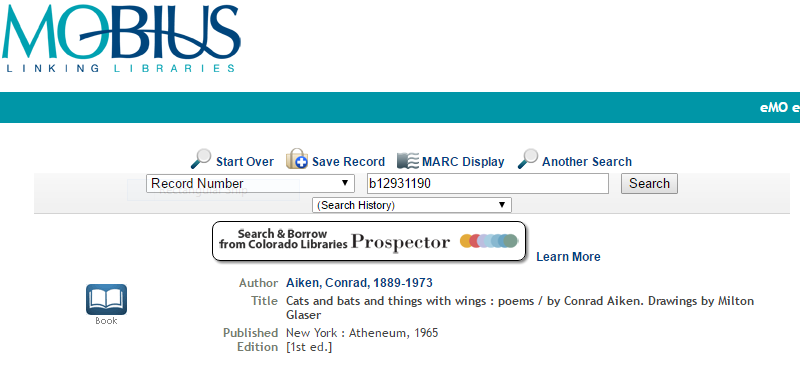 MOBIUS
LINKING LIBRARIES
eMO e
Start Over Save Record MARC Display Another Search
Record Number b12931190 Search
(Search History)
Search & Borrow
from Colorado Libraries Prospector
Learn More
Author Aiken, Conrad, 1889-1973
Title Cats and bats and things with wings : poems / by Conrad Aiken. Drawings by Milton
Glaser
Book
Published New York : Atheneum, 1965
Edition [1st ed.]